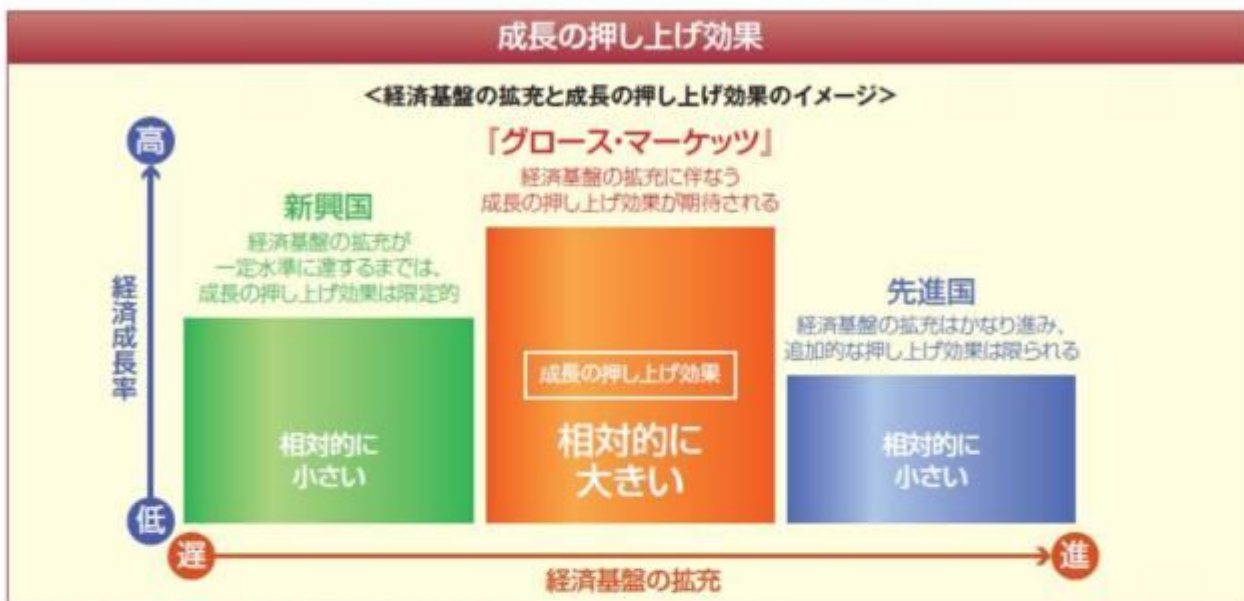 成長の押し上げ効果
＜経済基盤の拡充と成長の押し上げ効果のイメージ＞
高
『グロース・マーケッツ』
経済基盤の拡充に伴なう
成長の押し上げ効果が期待される
新興国
経済基盤の拡充が
一定水準に達するまでは、
成長の押し上げ効果は限定的
先進国
経済基盤の拡充はかなり進み、
追加的な押し上げ効果は限られる
経済成長率
成長の押し上げ効果
相対的に
小さい
相対的に
大きい
相対的に
小さい
低
遅
進
経済基盤の拡充